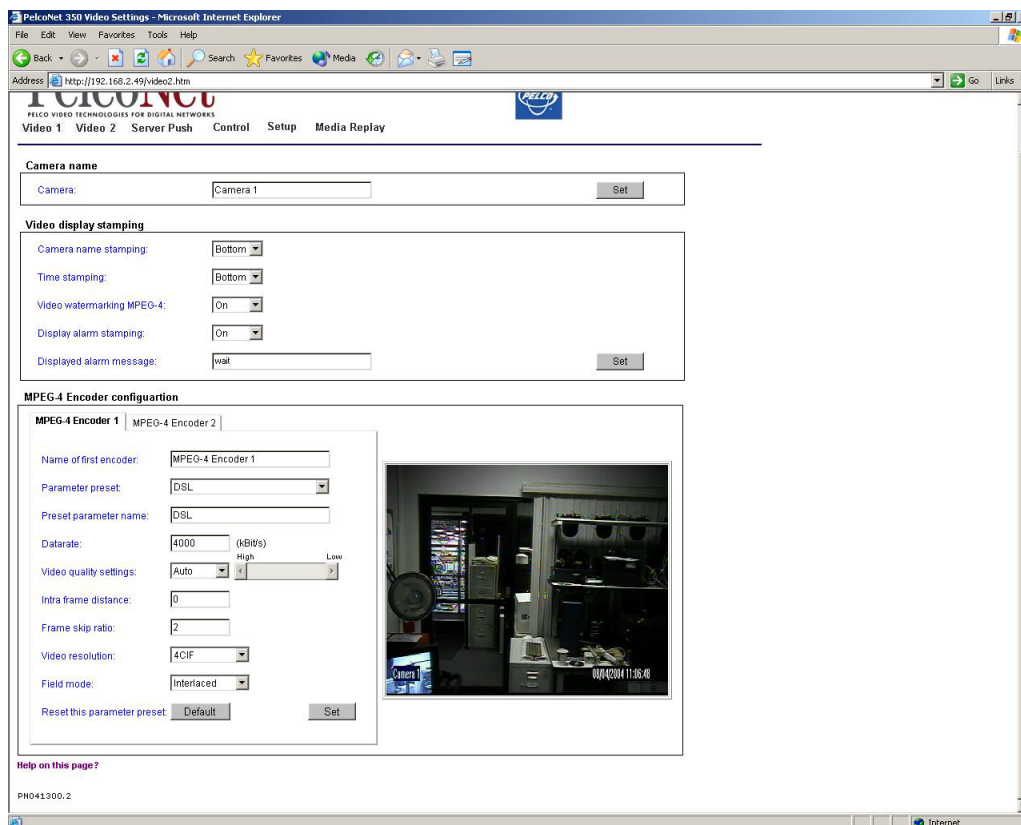 PelcoNet 350 Video Settings - Microsoft Internet Explorer
File Edit View Favorites Tools Help
Back Search Favorites Media
Address http://192.168.2.49/video2.htm Go Links
PelcoNet
PELCO VIDEO TECHNOLOGIES FOR DIGITAL NETWORKS
PELCO
Video 1 Video 2 Server Push Control Setup Media Replay
Camera name
Camera: Camera 1 Set
Video display stamping
Camera name stamping: Bottom
Time stamping: Bottom
Video watermarking MPEG-4: On
Display alarm stamping: On
Displayed alarm message: wait Set
MPEG-4 Encoder configuartion
MPEG-4 Encoder 1 MPEG-4 Encoder 2
Name of first encoder: MPEG-4 Encoder 1
Parameter preset: DSL
Preset parameter name: DSL
Datarate: 4000 (kBit/s)
High Low
Video quality settings: Auto
Intra frame distance: 0
Frame skip ratio: 2
Video resolution: 4CIF
Field mode: Interlaced
Reset this parameter preset: Default Set
Camera 1 08/04/2004 11:06:48
Help on this page?
PN041300.2
Internet